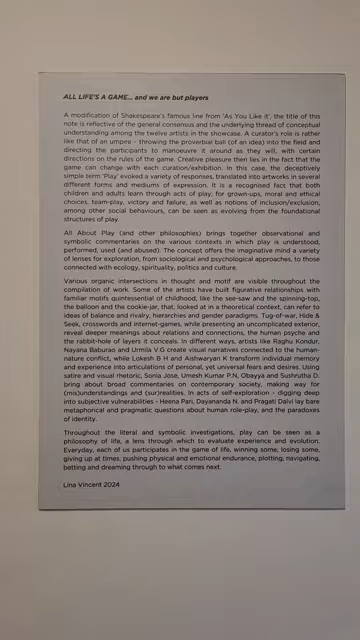 ALL LIFE'S A GAME... and we are but players
A modification of Shakespeare's famous line from 'As You Like it', the title of this
note is reflective of the general consensus and the underlying thread of conceptual
understanding among the twelve artists in the showcase. A curator's role is rather
like that of an umpire - throwing the proverbial ball (of an idea) into the field and
directing the participants to manoeuvre it around as they will, with certain
directions on the rules of the game. Creative pleasure then lies in the fact that the
game can change with each curation/exhibition. In this case, the deceptively
simple term 'Play' evoked a variety of responses, translated into artworks in several
different forms and mediums of expression. It is a recognised fact that both
children and adults learn through acts of play; for grown-ups, moral and ethical
choices, team-play, victory and failure, as well as notions of inclusion/exclusion,
among other social behaviours, can be seen as evolving from the foundational
structures of play.
All About Play (and other philosophies) brings together observational and
symbolic commentaries on the various contexts in which play is understood,
performed, used (and abused). The concept offers the imaginative mind a variety
of lenses for exploration, from sociological and psychological approaches, to
those connected with ecology, spirituality, politics and culture.
Various organic intersections in thought and motif are visible throughout the
compilation of work. Some of the artists have built figurative relationships with
familiar motifs quintessential of childhood, like the see-saw and the spinning-top,
the balloon and the cookie-jar, that, looked at in a theoretical context, can refer to
ideas of balance and rivalry, hierarchies and gender paradigms. Tug-of-war, Hide &
Seek, crosswords and internet-games, while presenting an uncomplicated exterior,
reveal deeper meanings about relations and connections, the human psyche and
the rabbit-hole of layers it conceals. In different ways, artists like Raghu Kondur,
Nayana Baburao and Urmila V G create visual narratives connected to the human-
nature conflict, while Lokesh B H and Aishwaryan K transform individual memory
and experience into articulations of personal, yet universal fears and desires. Using
satire and visual rhetoric, Sonia Jose, Umesh Kumar PN, Obayya and Sushrutha D.
bring about broad commentaries on contemporary society, making way for
(mis)understandings and (sur)realities. In acts of self-exploration - digging deep
into subjective vulnerabilities - Heena Pari, Dayananda N. and Pragati Dalvi lay bare
metaphorical and pragmatic questions about human role-play, and the paradoxes
of identity.
Throughout the literal and symbolic investigations, play can be seen as a
philosophy of life, a lens through which to evaluate experience and evolution.
Everyday, each of us participates in the game of life, winning some, losing some,
giving up at times, pushing physical and emotional endurance, plotting, navigating,
batting and dreaming through to what comes next.
Lina Vincent 2024